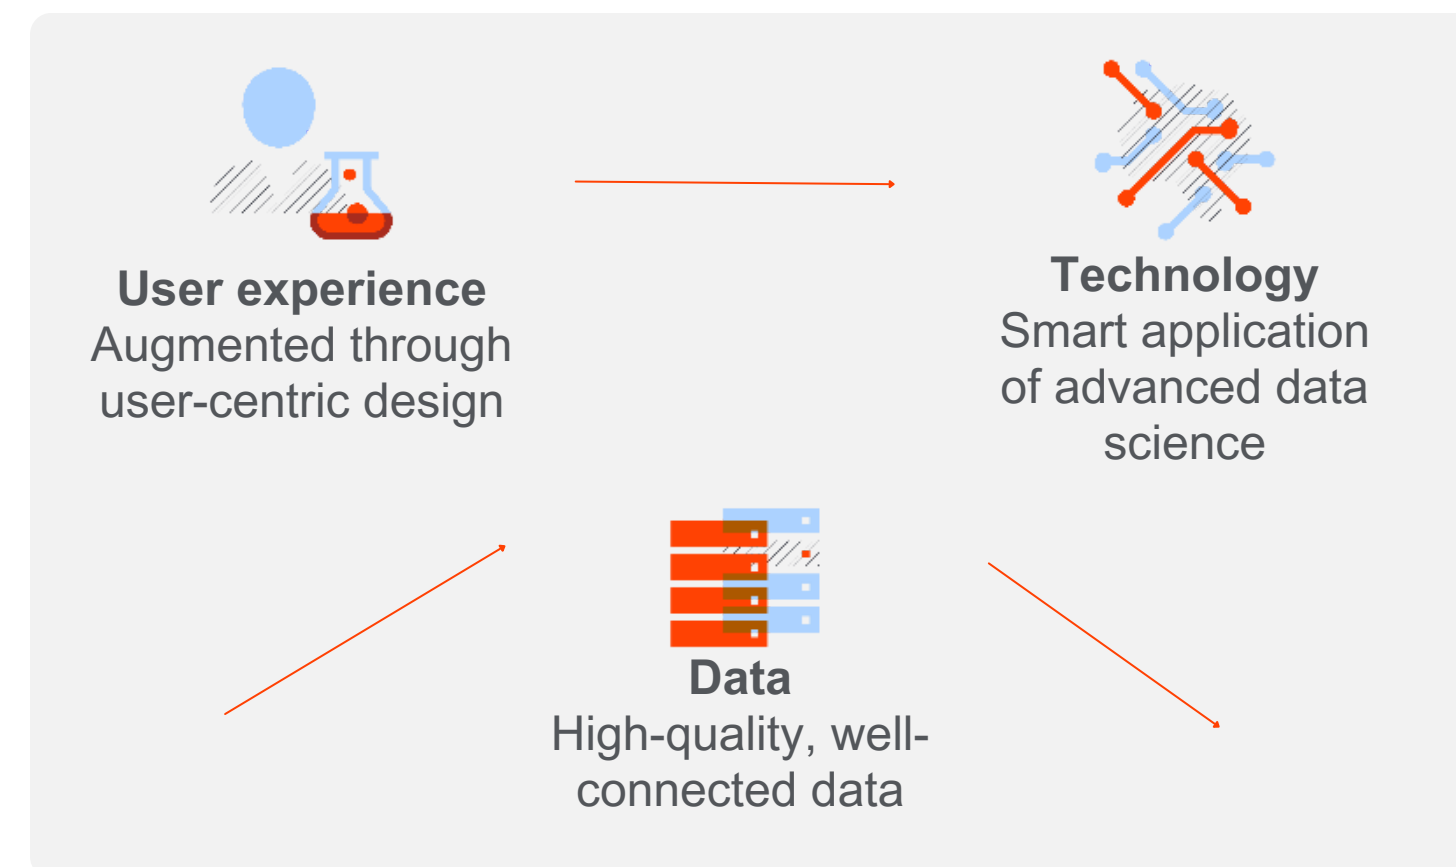 User experience
Augmented through
user-centric design
Technology
Smart application
of advanced data
science
Data
High-quality, well-
connected data